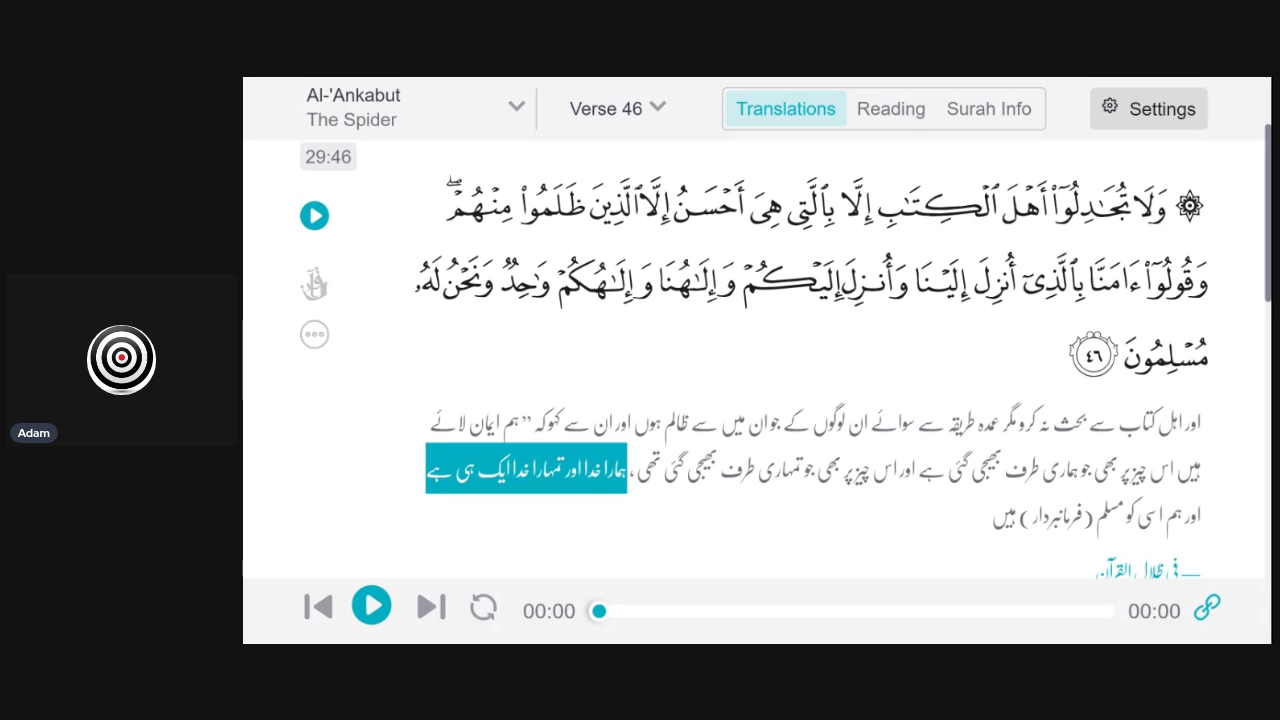 Al-'Ankabut
The Spider
Verse 46
Translations Reading Surah Info
Settings
29:46
۞ وَلَا تُجَـٰدِلُوٓا۟ أَهْلَ ٱلْكِتَـٰبِ إِلَّا بِٱلَّتِى هِىَ أَحْسَنُ إِلَّا ٱلَّذِينَ ظَلَمُوا۟ مِنْهُمْ ۖ
وَقُولُوٓا۟ ءَامَنَّا بِٱلَّذِىٓ أُنزِلَ إِلَيْنَا وَأُنزِلَ إِلَيْكُمْ وَإِلَـٰهُنَا وَإِلَـٰهُكُمْ وَٰحِدٌ وَنَحْنُ لَهُۥ
مُسْلِمُونَ ٤٦
اور اہل کتاب سے بحث نہ کرو مگر عمدہ طریقہ سے سوائے ان لوگوں کے جو ان میں سے ظالم ہوں اور ان سے کہو کہ ” ہم ایمان لائے
ہیں اس چیز پر بھی جو ہماری طرف بھیجی گئی ہے اور اس چیز پر بھی جو تمہاری طرف بھیجی گئی تھی ، ہمارا خدا اور تمہارا خدا ایک ہی ہے
اور ہم اسی کو مسلم ( فرمانبردار ) ہیں
— فی ظلال القرآن
Adam
00:00 00:00